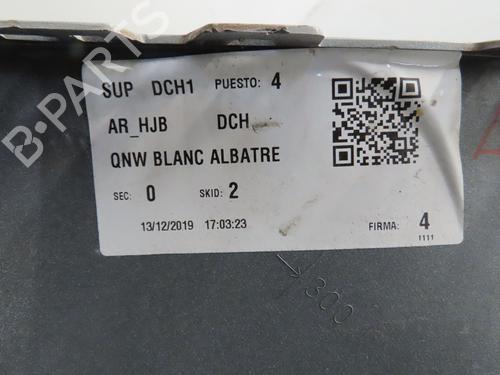 B-PARTS
SUP DCH1 PUESTO: 4
AR_HJB DCH
QNW BLANC ALBATRE
SEC: 0 SKID: 2
13/12/2019 17:03:23 FIRMA: 4
1111
300